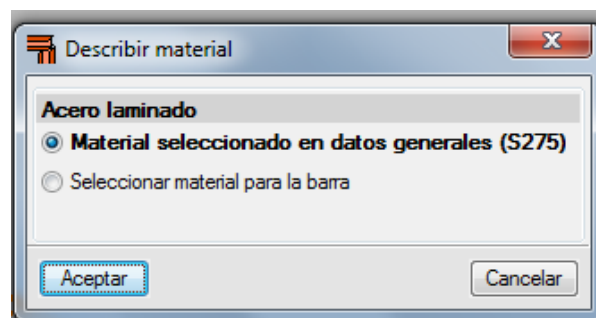 Describir material
Acero laminado
Material seleccionado en datos generales (S275)
Seleccionar material para la barra
Aceptar
Cancelar